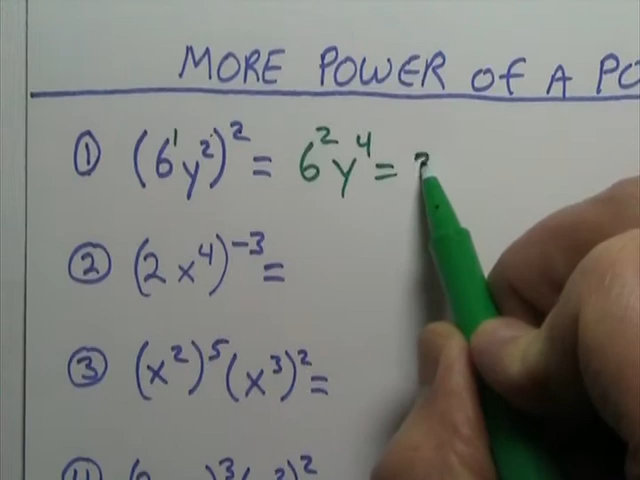 MORE POWER of A PO
① (6¹y²)² = 6²y⁴ =
② (2x⁴)⁻³ =
③ (x²)⁵(x³)² =